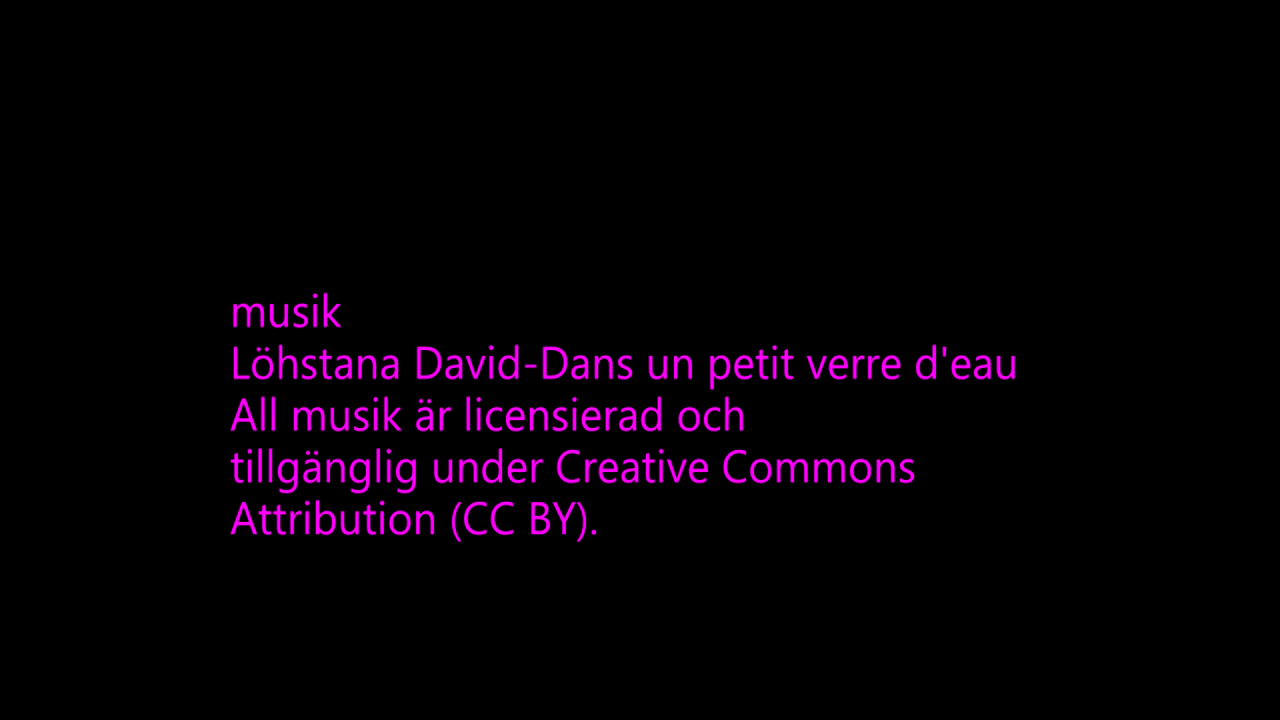 musik
Löhstana David-Dans un petit verre d'eau
All musik är licensierad och
tillgänglig under Creative Commons
Attribution (CC BY).